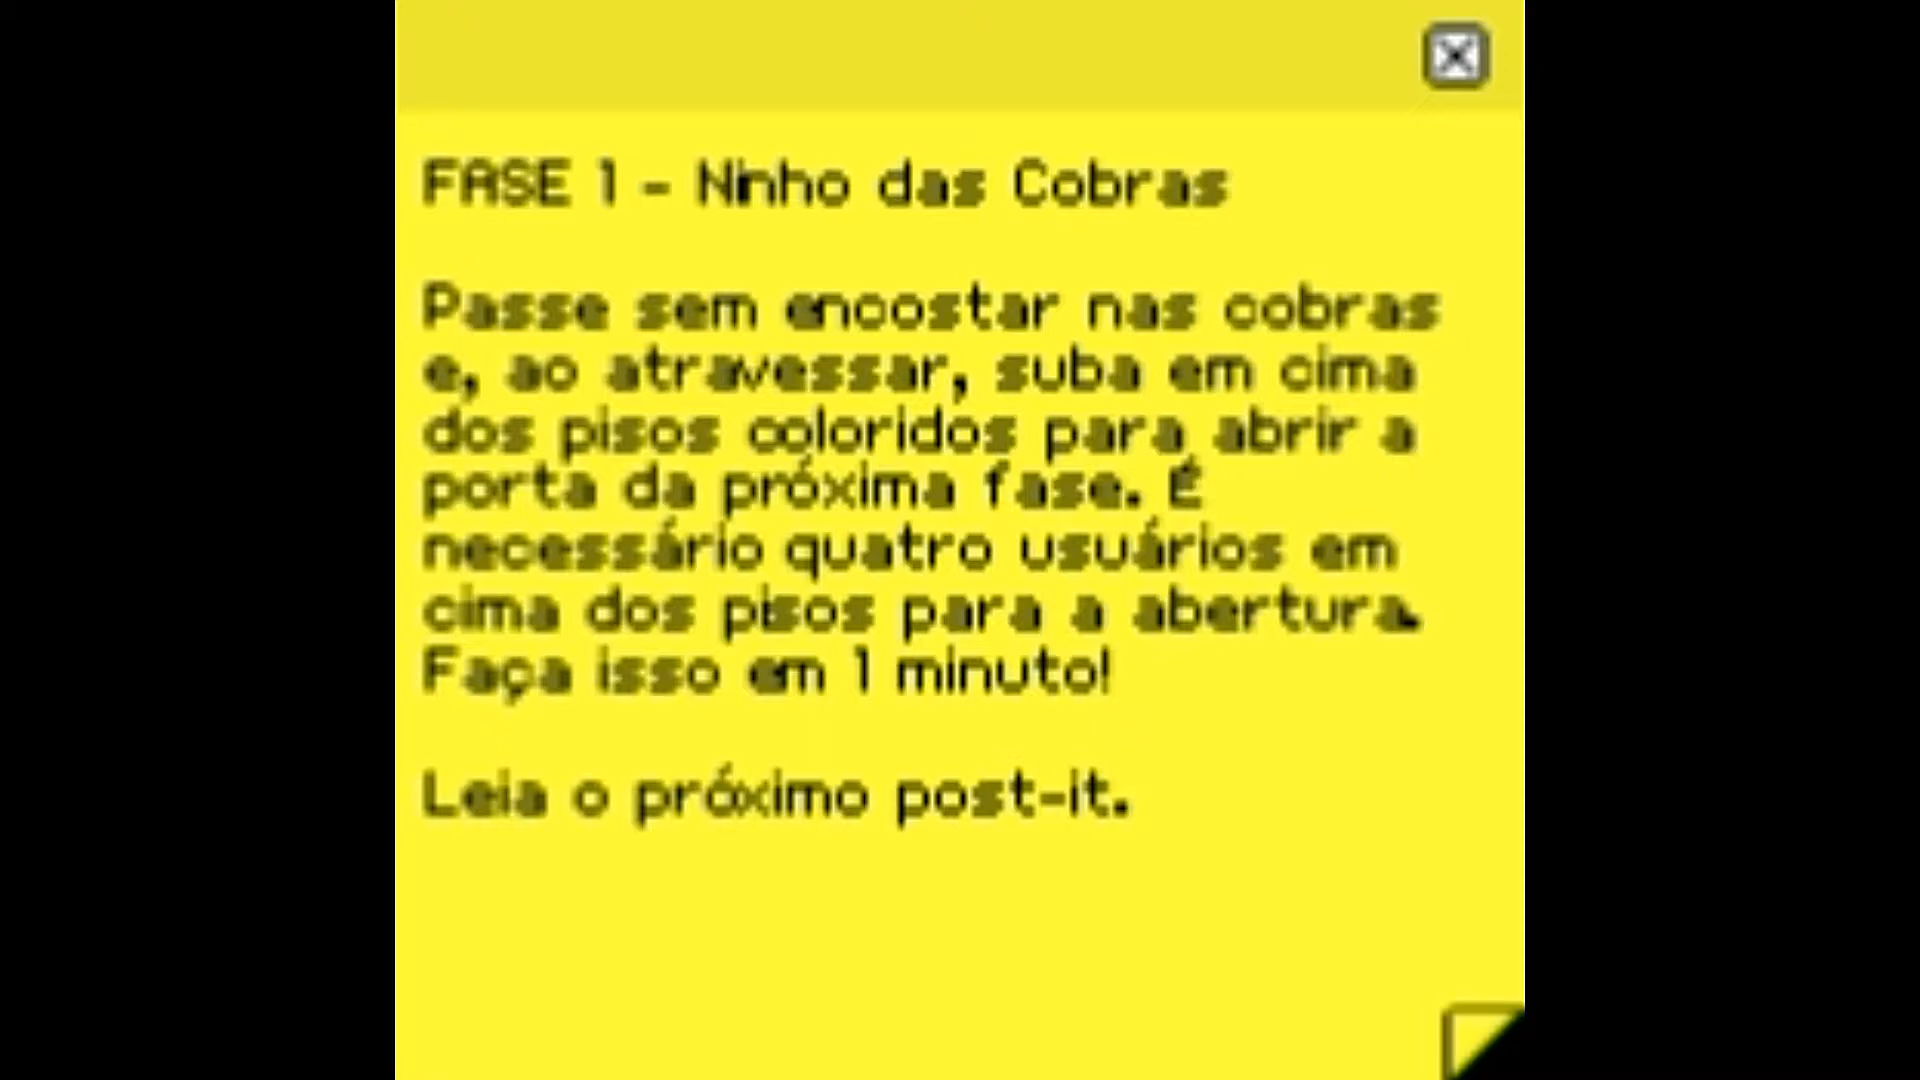 FASE 1 - Ninho das Cobras
Passe sem encostar nas cobras
e, ao atravessar, suba em cima
dos pisos coloridos para abrir a
porta da próxima fase. É
necessário quatro usuários em
cima dos pisos para a abertura.
Faça isso em 1 minuto!
Leia o próximo post-it.